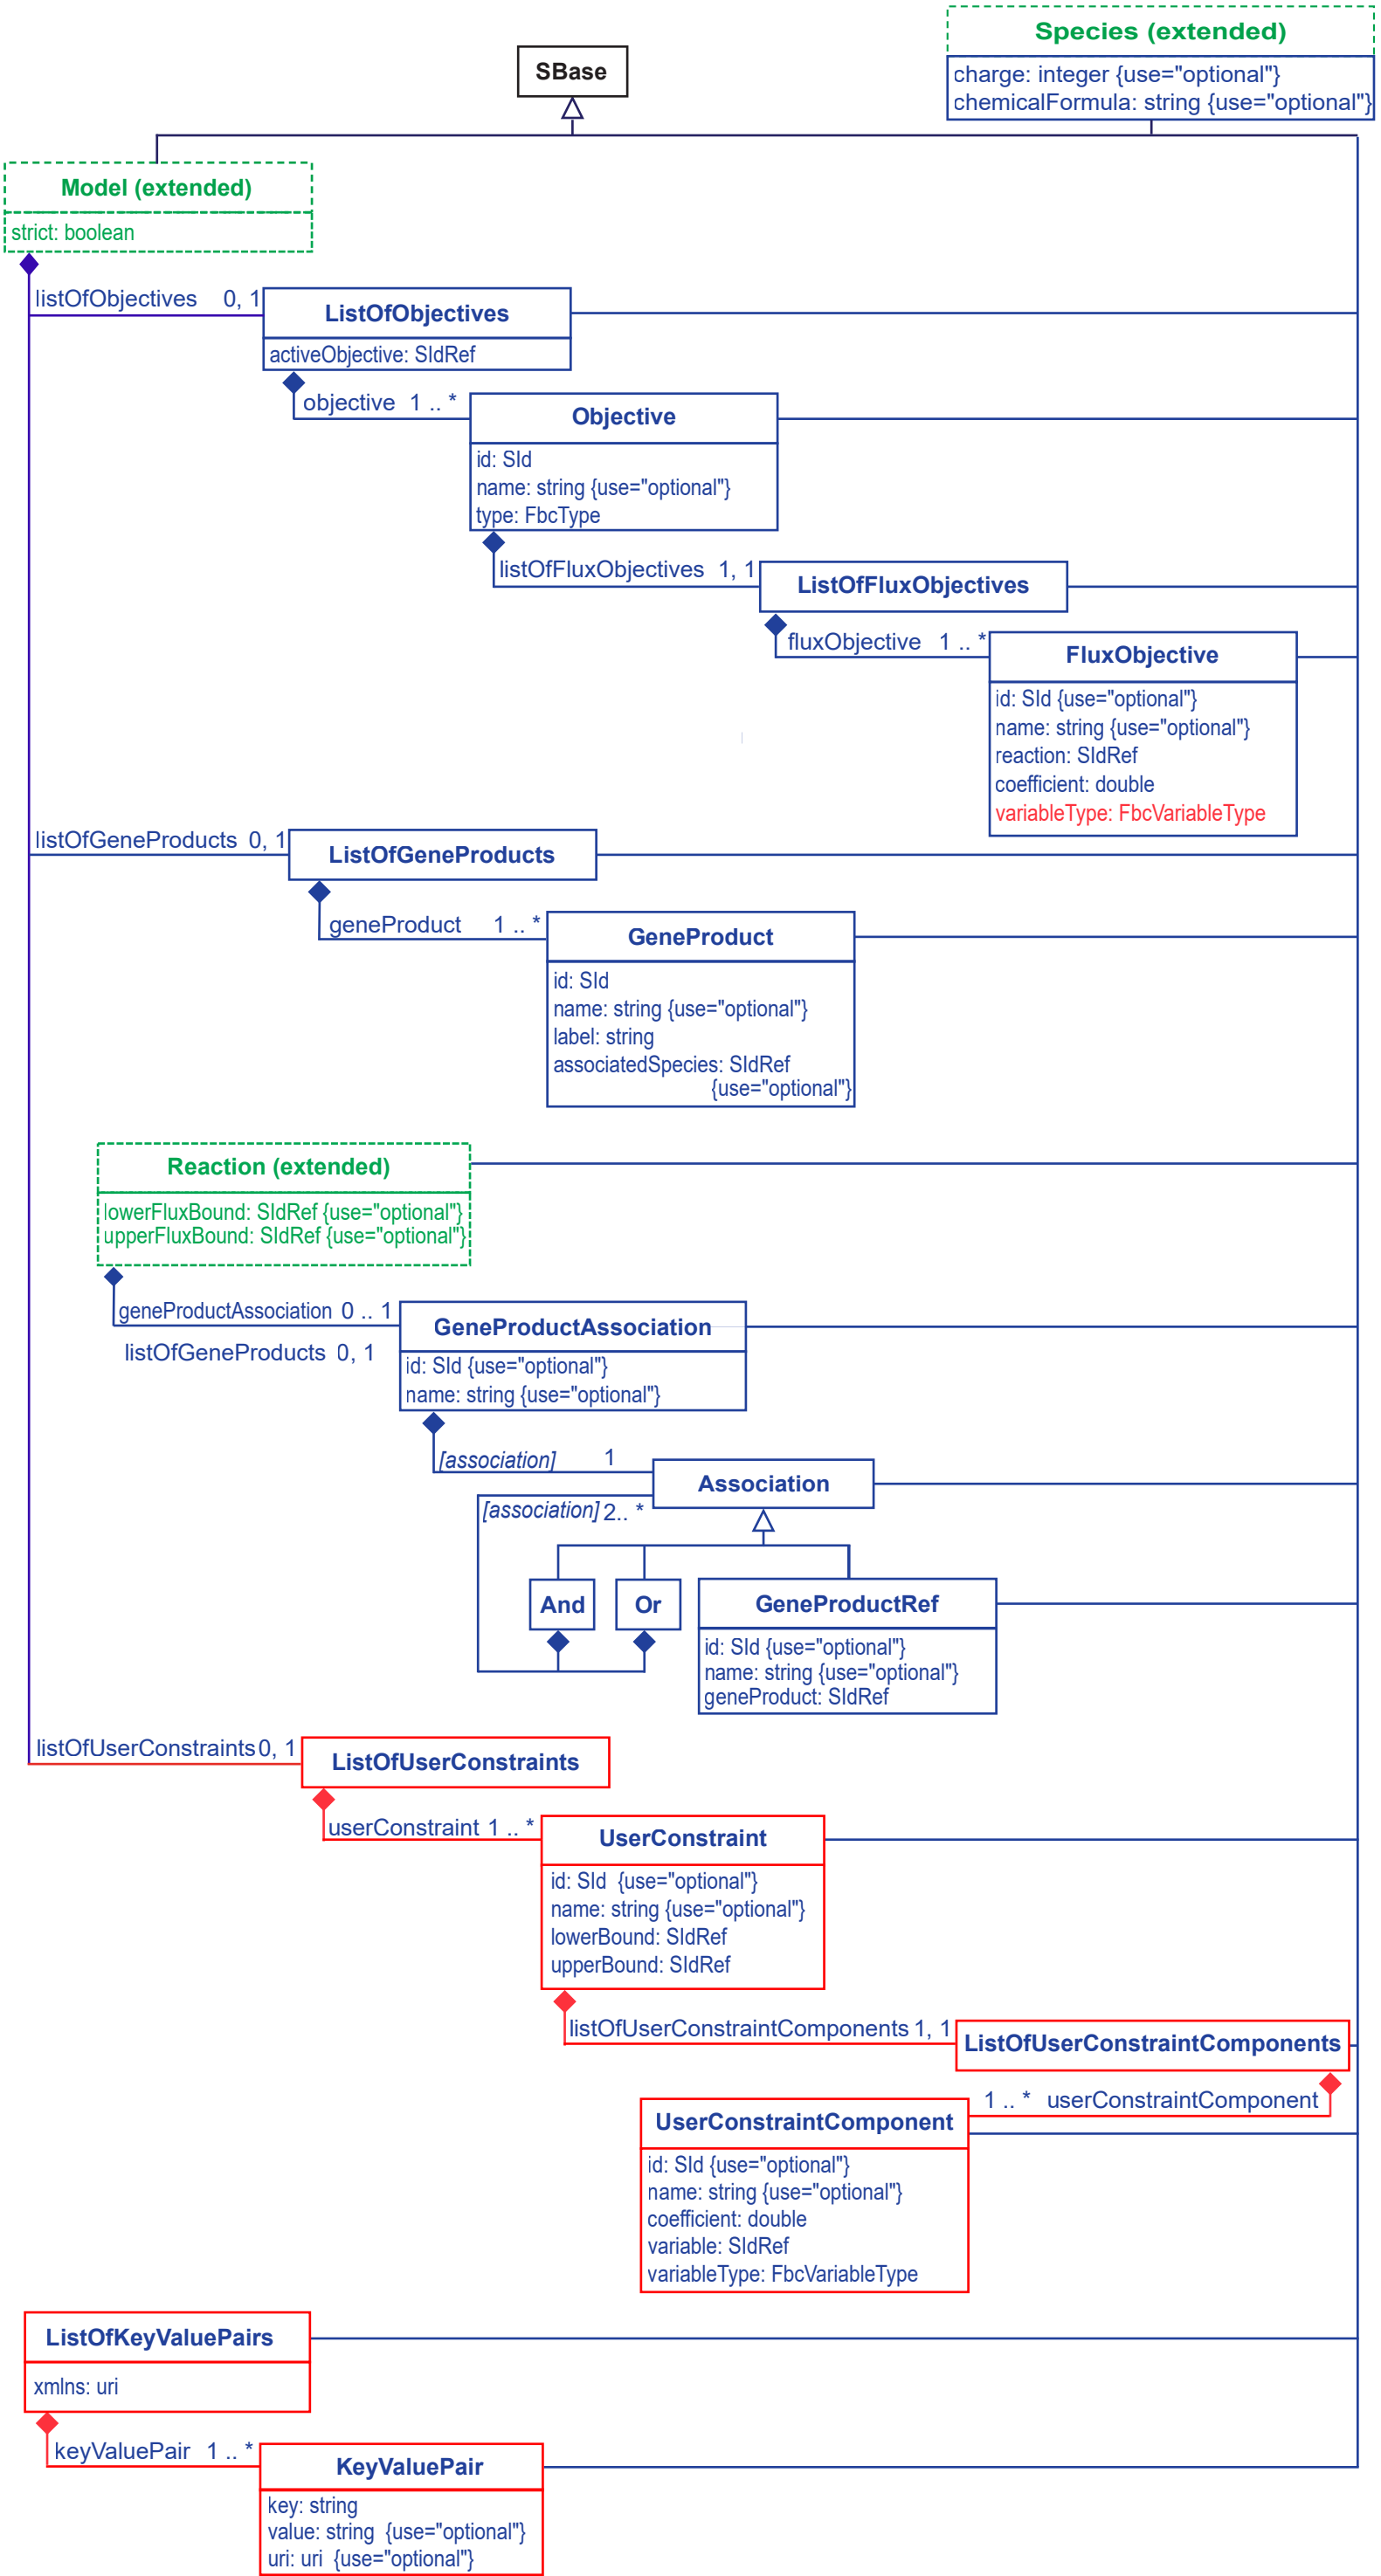 Species (extended)
charge: integer {use="optional"}
chemicalFormula: string {use="optional"}
SBase
Model (extended)
strict: boolean
listOfObjectives 0, 1
ListOfObjectives
activeObjective: SIdRef
objective 1 .. *
Objective
id: SId
name: string {use="optional"}
type: FbcType
listOfFluxObjectives 1, 1
ListOfFluxObjectives
fluxObjective 1 .. *
FluxObjective
id: SId {use="optional"}
name: string {use="optional"}
reaction: SIdRef
coefficient: double
variableType: FbcVariableType
listOfGeneProducts 0, 1
ListOfGeneProducts
geneProduct 1 .. *
GeneProduct
id: SId
name: string {use="optional"}
label: string
associatedSpecies: SIdRef
{use="optional"}
Reaction (extended)
lowerFluxBound: SIdRef {use="optional"}
upperFluxBound: SIdRef {use="optional"}
geneProductAssociation 0 .. 1
listOfGeneProducts 0, 1
GeneProductAssociation
id: SId {use="optional"}
name: string {use="optional"}
[association] 1
Association
[association] 2.. *
And
Or
GeneProductRef
id: SId {use="optional"}
name: string {use="optional"}
geneProduct: SIdRef
listOfUserConstraints 0, 1
ListOfUserConstraints
userConstraint 1 .. *
UserConstraint
id: SId {use="optional"}
name: string {use="optional"}
lowerBound: SIdRef
upperBound: SIdRef
listOfUserConstraintComponents 1, 1
ListOfUserConstraintComponents
1 .. * userConstraintComponent
UserConstraintComponent
id: SId {use="optional"}
name: string {use="optional"}
coefficient: double
variable: SIdRef
variableType: FbcVariableType
ListOfKeyValuePairs
xmlns: uri
keyValuePair 1 .. *
KeyValuePair
key: string
value: string {use="optional"}
uri: uri {use="optional"}